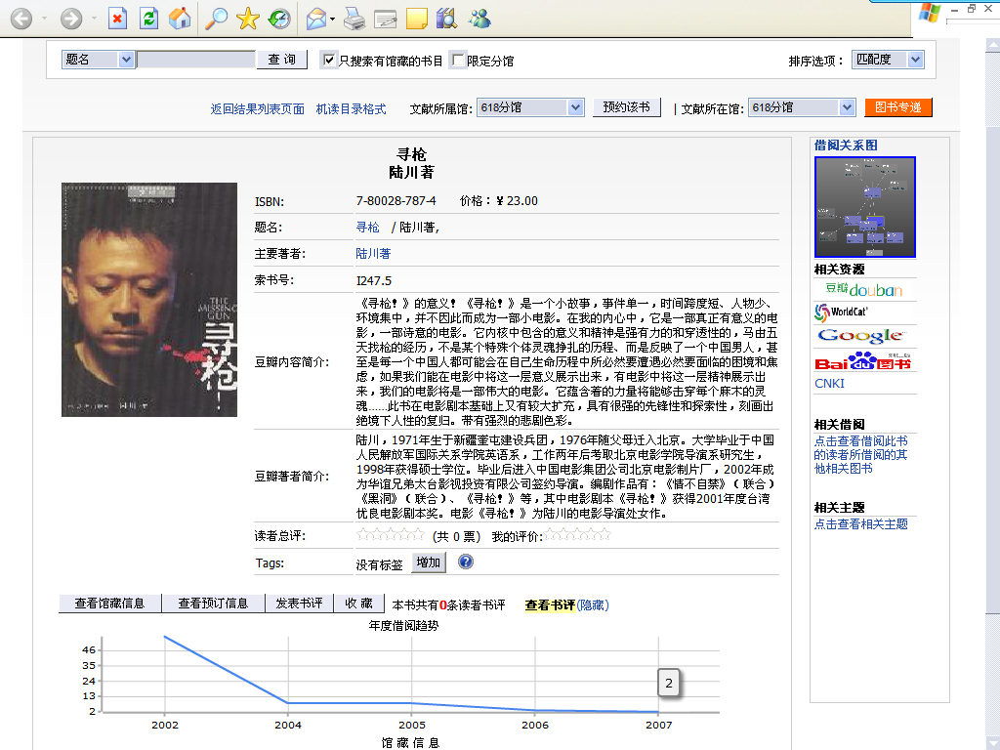 题名 查 询 只搜索有馆藏的书目 限定分馆 排序选项： 匹配度
返回结果列表页面 机读目录格式 文献所属馆: 618分馆 预约该书 | 文献所在馆: 618分馆 图书专递
寻枪
陆川著
THE
MISSING
GUN
寻枪！
ISBN: 7-80028-787-4 价格：¥ 23.00
题名: 寻枪 / 陆川著,
主要著者: 陆川著
索书号: I247.5
豆瓣内容简介:
《寻枪！》的意义！《寻枪！》是一个小故事，事件单一，时间跨度短、人物少、
环境集中，并不因此而成为一部小电影。在我的内心中，它是一部真正有意义的电
影，一部诗意的电影。它内核中包含的意义和精神是强有力的和穿透性的，马由五
天找枪的经历，不是某个特殊个体灵魂挣扎的历程、而是反映了一个中国男人，甚
至是每一个中国人都可能会在自己生命历程中所必然要遭遇必然要面临的困境和焦
虑，如果我们能在电影中将这一层意义展示出来，有电影中将这一层精神展示出
来，我们的电影将是一部伟大的电影。它蕴含着的力量将能够击穿每个麻木的灵
魂……此书在电影剧本基础上又有较大扩充，具有很强的先锋性和探索性，刻画出
绝境下人性的复归。带有强烈的悲剧色彩。
豆瓣著者简介:
陆川，1971年生于新疆奎屯建设兵团，1976年随父母迁入北京。大学毕业于中国
人民解放军国际关系学院英语系，工作两年后考取北京电影学院导演系研究生，
1998年获得硕士学位。毕业后进入中国电影集团公司北京电影制片厂，2002年成
为华谊兄弟太台影视投资有限公司签约导演。编剧作品有：《情不自禁》（联合）
《黑洞》（联合）、《寻枪！》等，其中电影剧本《寻枪！》获得2001年度台湾
优良电影剧本奖。电影《寻枪！》为陆川的电影导演处女作。
读者总评: (共 0 票) 我的评价:
Tags: 没有标签 增加
查看馆藏信息 查看预订信息 发表书评 收 藏 本书共有0条读者书评 查看书评(隐藏)
年度借阅趋势
46
35
24
13
2
2
2002 2004 2005 2006 2007
馆 藏 信 息
借阅关系图
相关资源
豆瓣douban
WorldCat
Google
Bai du 图书
CNKI
相关借阅
点击查看借阅此书
的读者所借阅的其
他相关图书
相关主题
点击查看相关主题